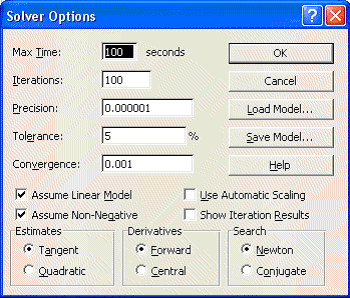 Solver Options
Max Time: 100 seconds OK
Iterations: 100 Cancel
Precision: 0.000001 Load Model...
Tolerance: 5 % Save Model...
Convergence: 0.001 Help
Assume Linear Model Use Automatic Scaling
Assume Non-Negative Show Iteration Results
Estimates Derivatives Search
Tangent Forward Newton
Quadratic Central Conjugate